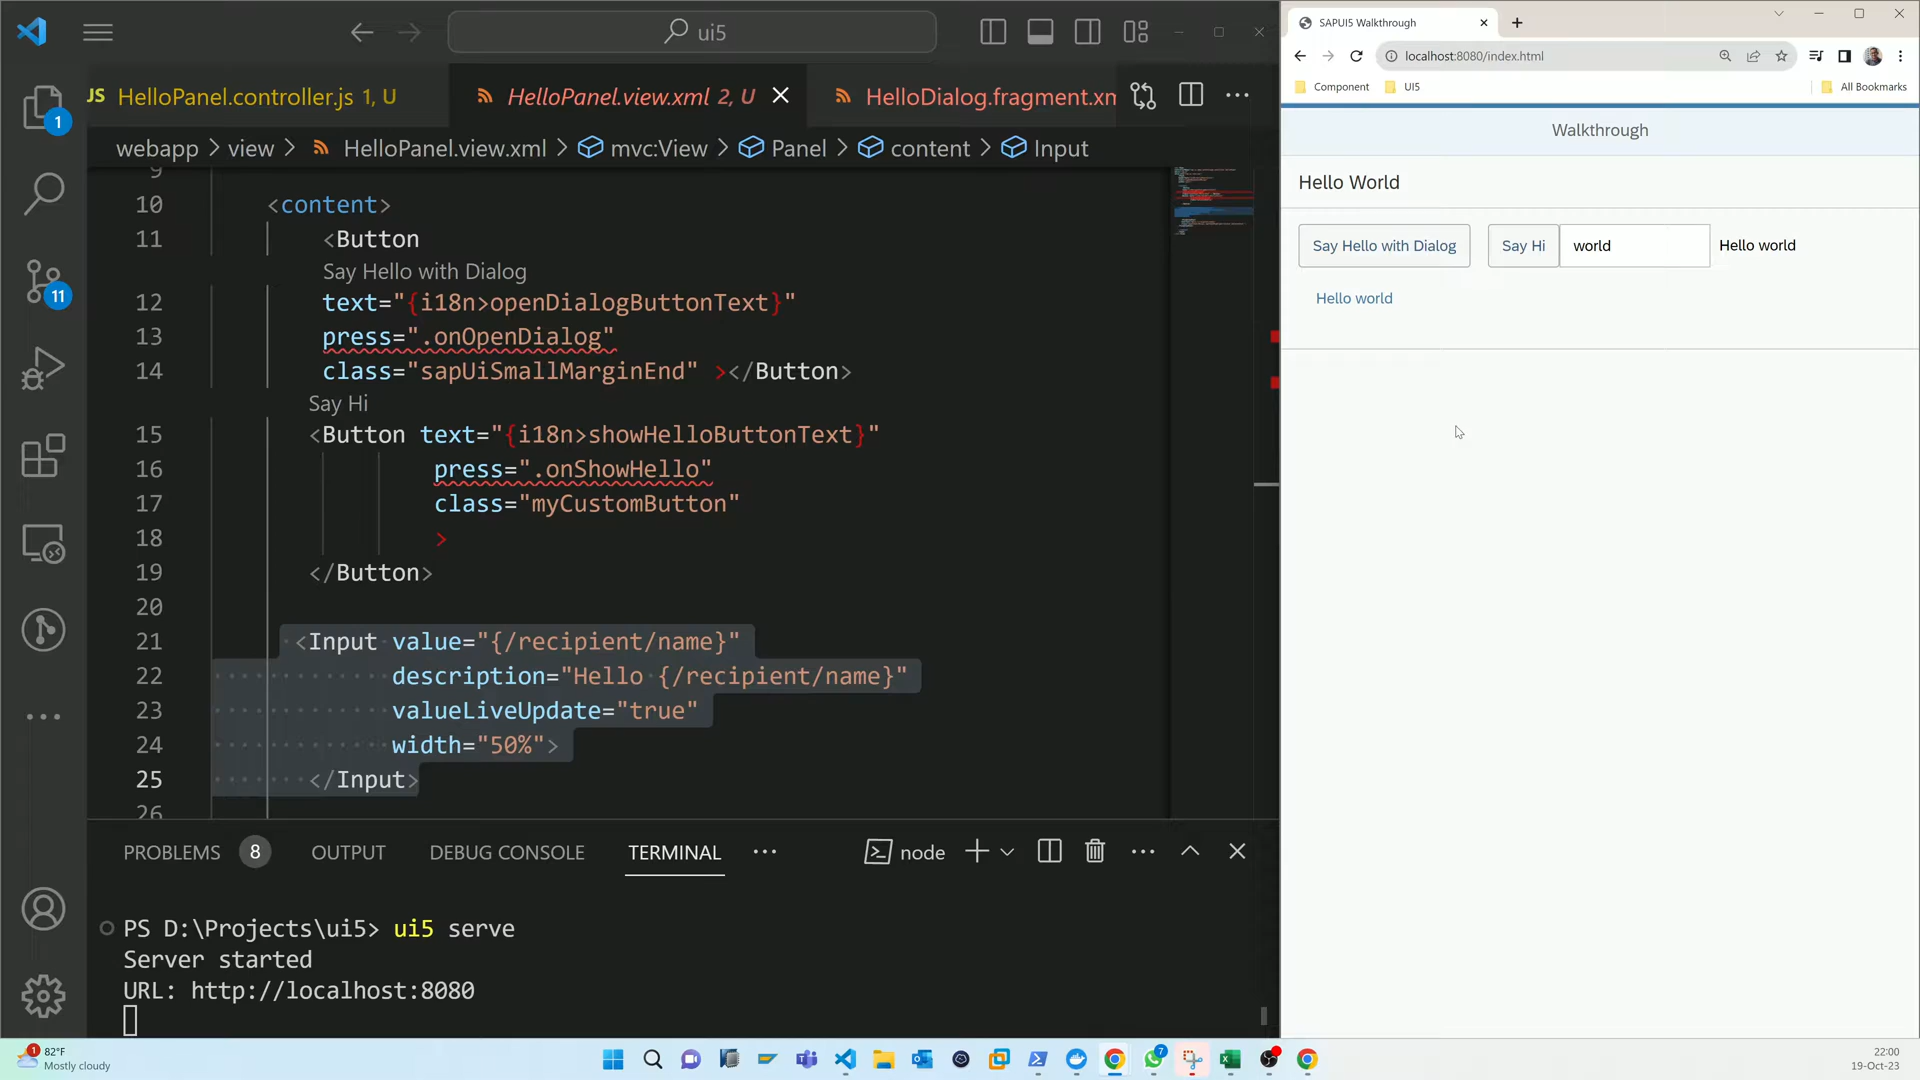 ui5
JS HelloPanel.controller.js 1, U
HelloPanel.view.xml 2, U
HelloDialog.fragment.xm
webapp > view > HelloPanel.view.xml > mvc:View > Panel > content > Input
9
10 <content>
11 <Button
Say Hello with Dialog
12 text="{i18n>openDialogButtonText}"
13 press=".onOpenDialog"
14 class="sapUiSmallMarginEnd" ></Button>
Say Hi
15 <Button text="{i18n>showHelloButtonText}"
16 press=".onShowHello"
17 class="myCustomButton"
18 >
19 </Button>
20
21 <Input value="{/recipient/name}"
22 description="Hello {/recipient/name}"
23 valueLiveUpdate="true"
24 width="50%">
25 </Input>
26
1
11
PROBLEMS 8 OUTPUT DEBUG CONSOLE TERMINAL
node
PS D:\Projects\ui5> ui5 serve
Server started
URL: http://localhost:8080
SAPUI5 Walkthrough
localhost:8080/index.html
Component UI5 All Bookmarks
Walkthrough
Hello World
Say Hello with Dialog Say Hi world Hello world
Hello world
1 82°F
Mostly cloudy
7
22:00
19-Oct-23